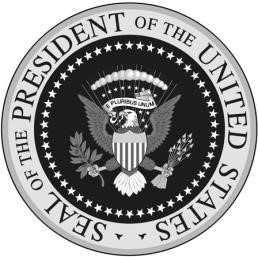 SEAL OF THE PRESIDENT OF THE UNITED STATES
E PLURIBUS UNUM